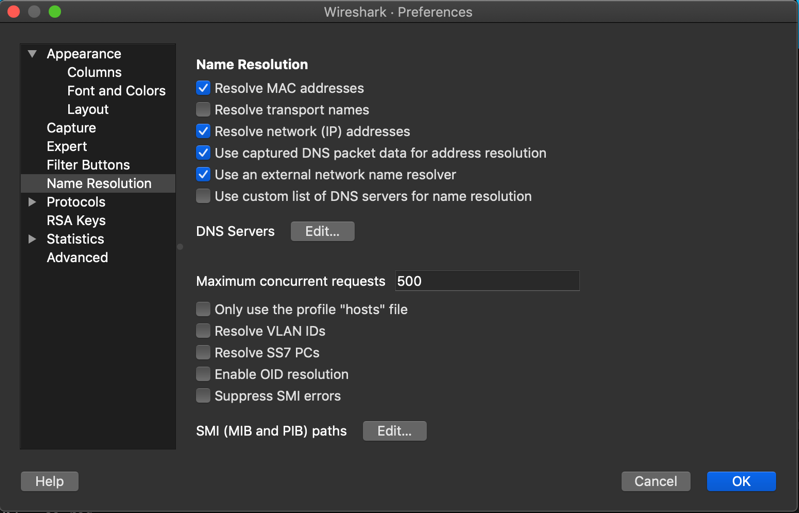 Wireshark · Preferences
Appearance
Columns
Font and Colors
Layout
Capture
Expert
Filter Buttons
Name Resolution
Protocols
RSA Keys
Statistics
Advanced
Name Resolution
Resolve MAC addresses
Resolve transport names
Resolve network (IP) addresses
Use captured DNS packet data for address resolution
Use an external network name resolver
Use custom list of DNS servers for name resolution
DNS Servers Edit...
Maximum concurrent requests 500
Only use the profile "hosts" file
Resolve VLAN IDs
Resolve SS7 PCs
Enable OID resolution
Suppress SMI errors
SMI (MIB and PIB) paths Edit...
Help Cancel OK